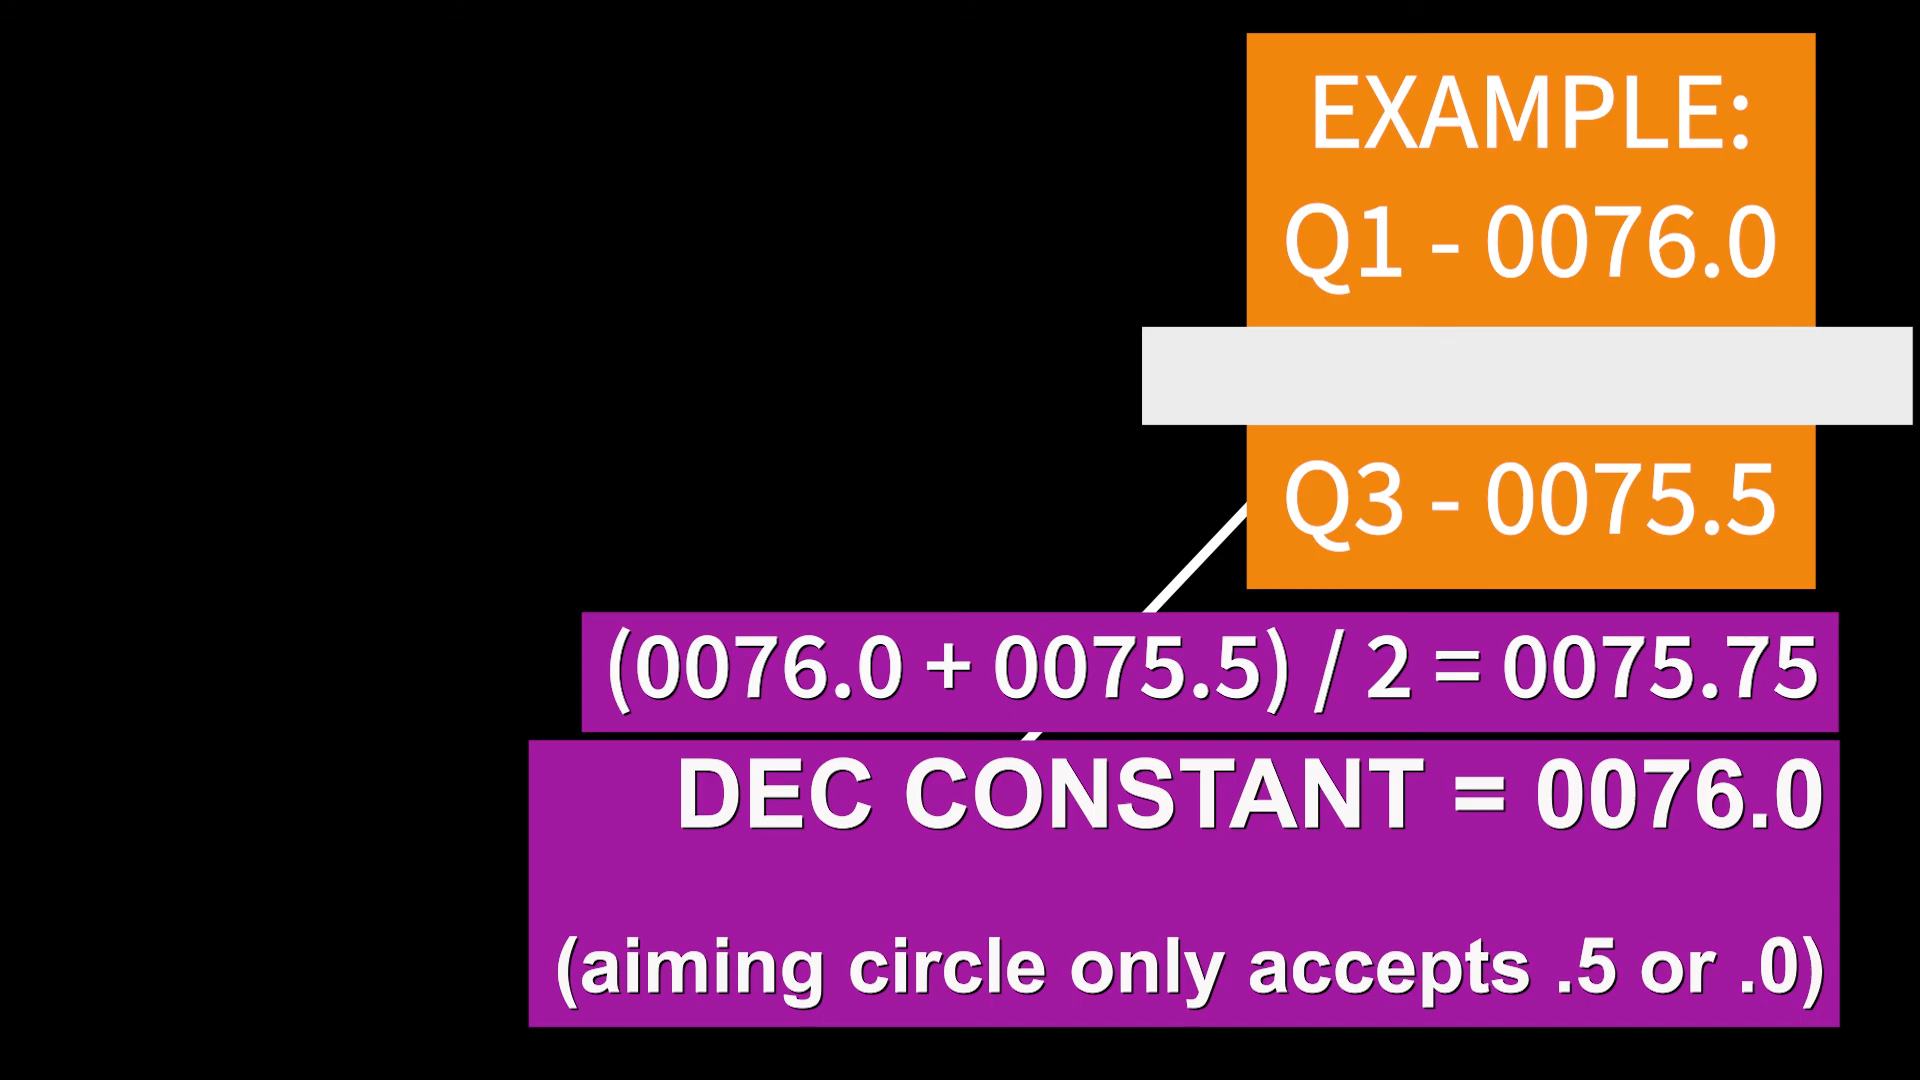 EXAMPLE:
Q1 - 0076.0
Q3 - 0075.5
(0076.0 + 0075.5) / 2 = 0075.75
DEC CONSTANT = 0076.0
(aiming circle only accepts .5 or .0)